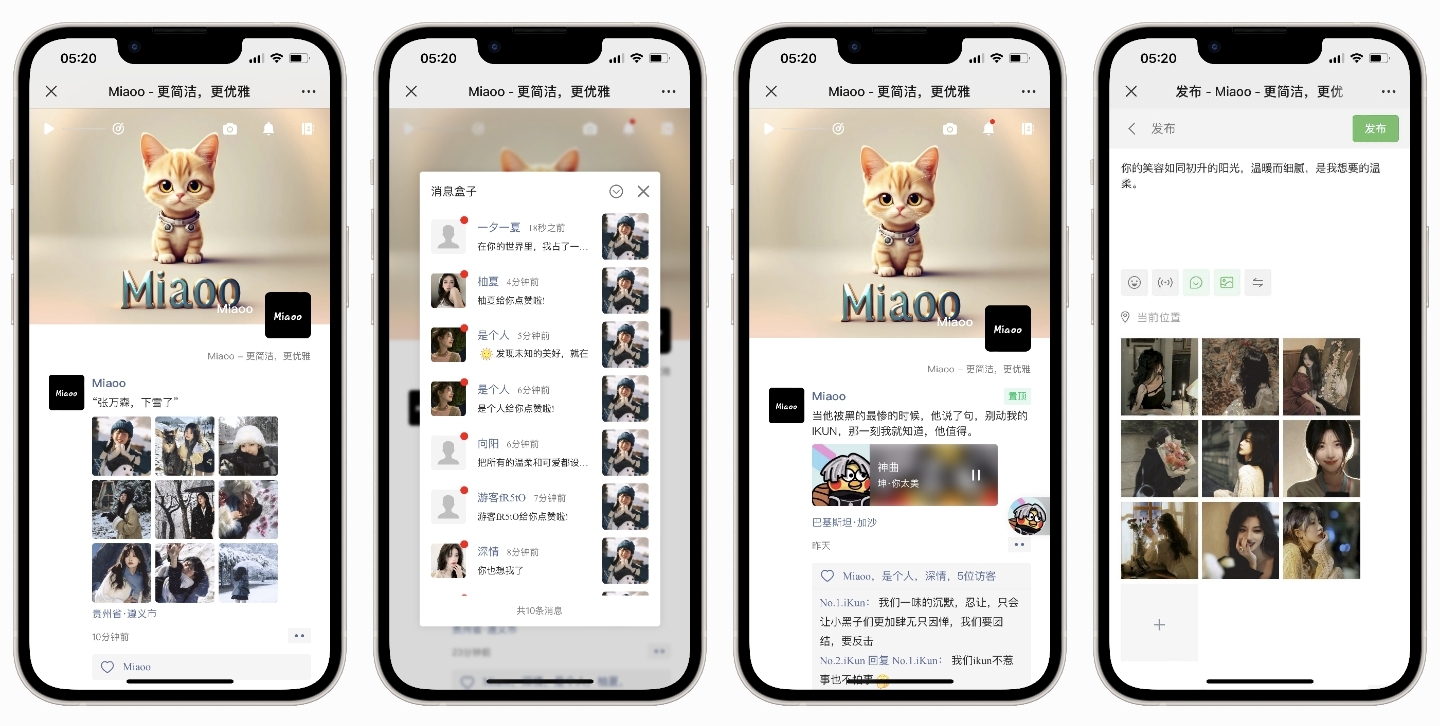 05:20
Miaoo - 更简洁，更优雅
Miaoo
Miaoo
Miaoo
Miaoo – 更简洁，更优雅
Miaoo
Miaoo
“张万森，下雪了”
贵州省·遵义市
10分钟前
Miaoo
05:20
Miaoo - 更简洁，更优雅
消息盒子
一夕一夏 18秒之前
在你的世界里，我占了一...
柚夏 4分钟前
柚夏给你点赞啦!
是个人 5分钟前
发现未知的美好，就在
是个人 6分钟前
是个人给你点赞啦!
向阳 6分钟前
把所有的温柔和可爱都设...
游客fR5tO 7分钟前
游客fR5tO给你点赞啦!
深情 8分钟前
你也想我了
共10条消息
23分钟前
05:20
Miaoo - 更简洁，更优雅
Miaoo
Miaoo
Miaoo
Miaoo – 更简洁，更优雅
Miaoo
Miaoo
置顶
当他被黑的最惨的时候，他说了句，别动我的
IKUN，那一刻我就知道，他值得。
神曲
坤·你太美
巴基斯坦·加沙
昨天
Miaoo，是个人，深情，5位访客
No.1.iKun： 我们一味的沉默，忍让，只会
让小黑子们更加肆无只因惮，我们要团
结，要反击
No.2.iKun 回复 No.1.iKun： 我们ikun不惹
事也不怕事
05:20
发布 - Miaoo - 更简洁，更优
发布
发布
你的笑容如同初升的阳光，温暖而细腻，是我想要的温
柔。
当前位置